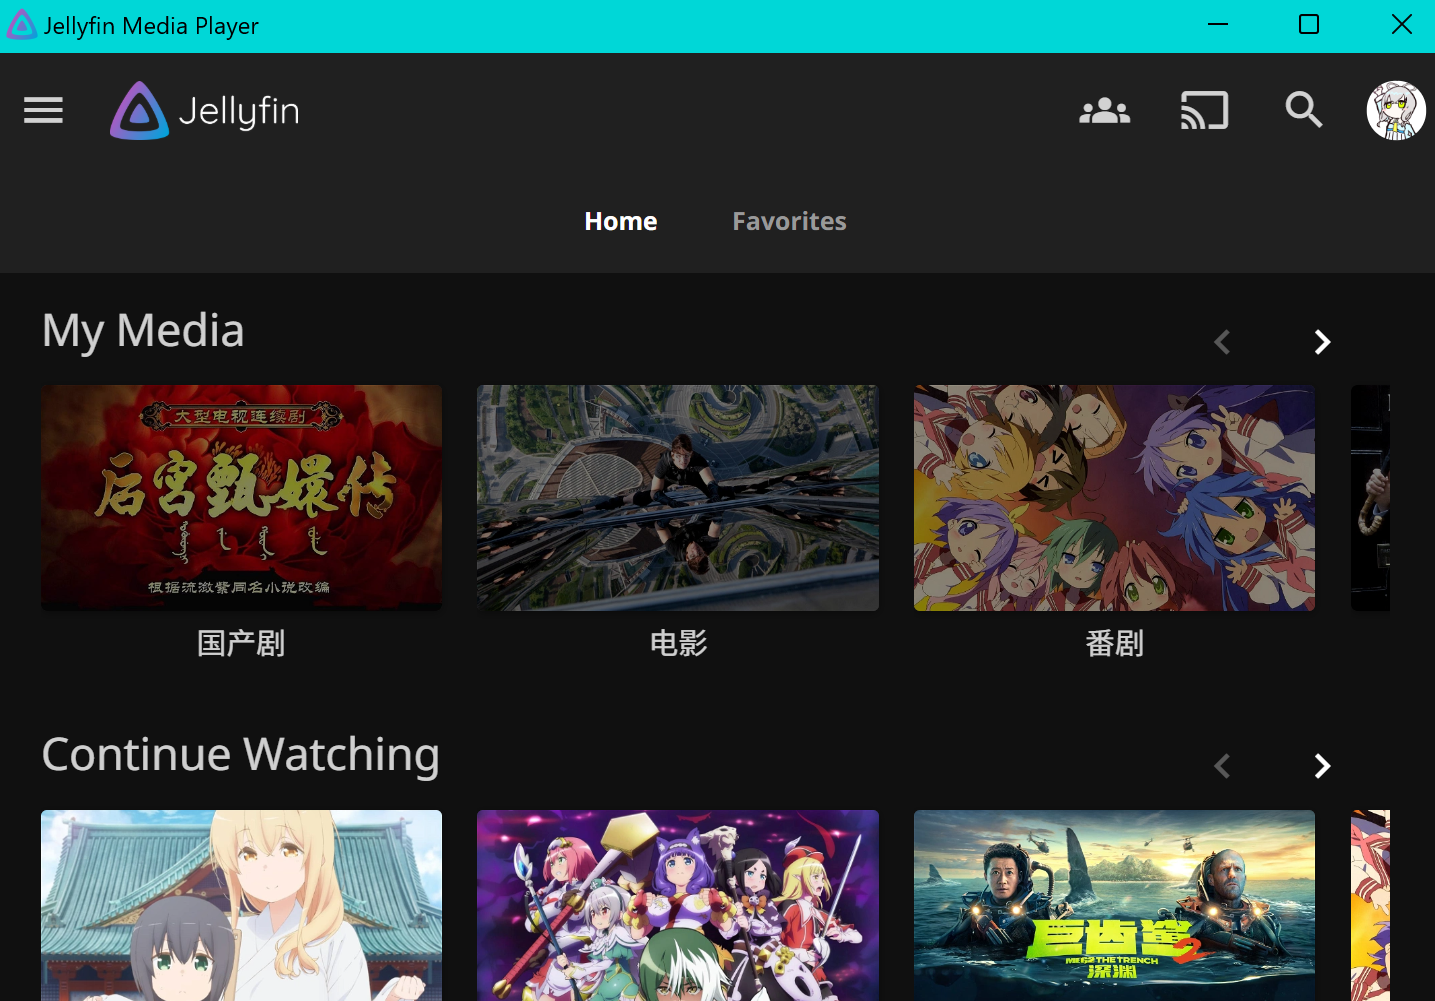 Jellyfin Media Player
Jellyfin
Home
Favorites
My Media
大型电视连续剧
后宫甄嬛传
根据流潋紫同名小说改编
国产剧
电影
番剧
Continue Watching
巨齿鲨2
MEG 2 THE TRENCH
深渊